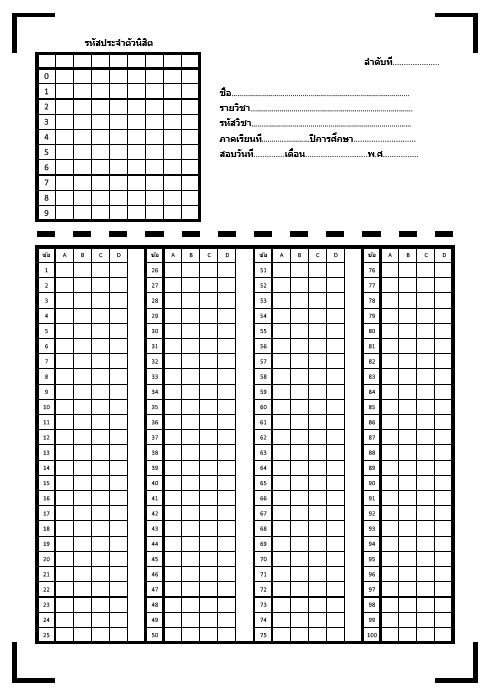 รหัสประจำตัวนิสิต
ลำดับที่.....................
0
1
2
3
4
5
6
7
8
9
ชื่อ................................................................................
รายวิชา.........................................................................
รหัสวิชา........................................................................
ภาคเรียนที่.....................ปีการศึกษา............................
สอบวันที่..............เดือน............................พ.ศ................
ข้อ A B C D ข้อ A B C D ข้อ A B C D ข้อ A B C D
1 26 51 76
2 27 52 77
3 28 53 78
4 29 54 79
5 30 55 80
6 31 56 81
7 32 57 82
8 33 58 83
9 34 59 84
10 35 60 85
11 36 61 86
12 37 62 87
13 38 63 88
14 39 64 89
15 40 65 90
16 41 66 91
17 42 67 92
18 43 68 93
19 44 69 94
20 45 70 95
21 46 71 96
22 47 72 97
23 48 73 98
24 49 74 99
25 50 75 100